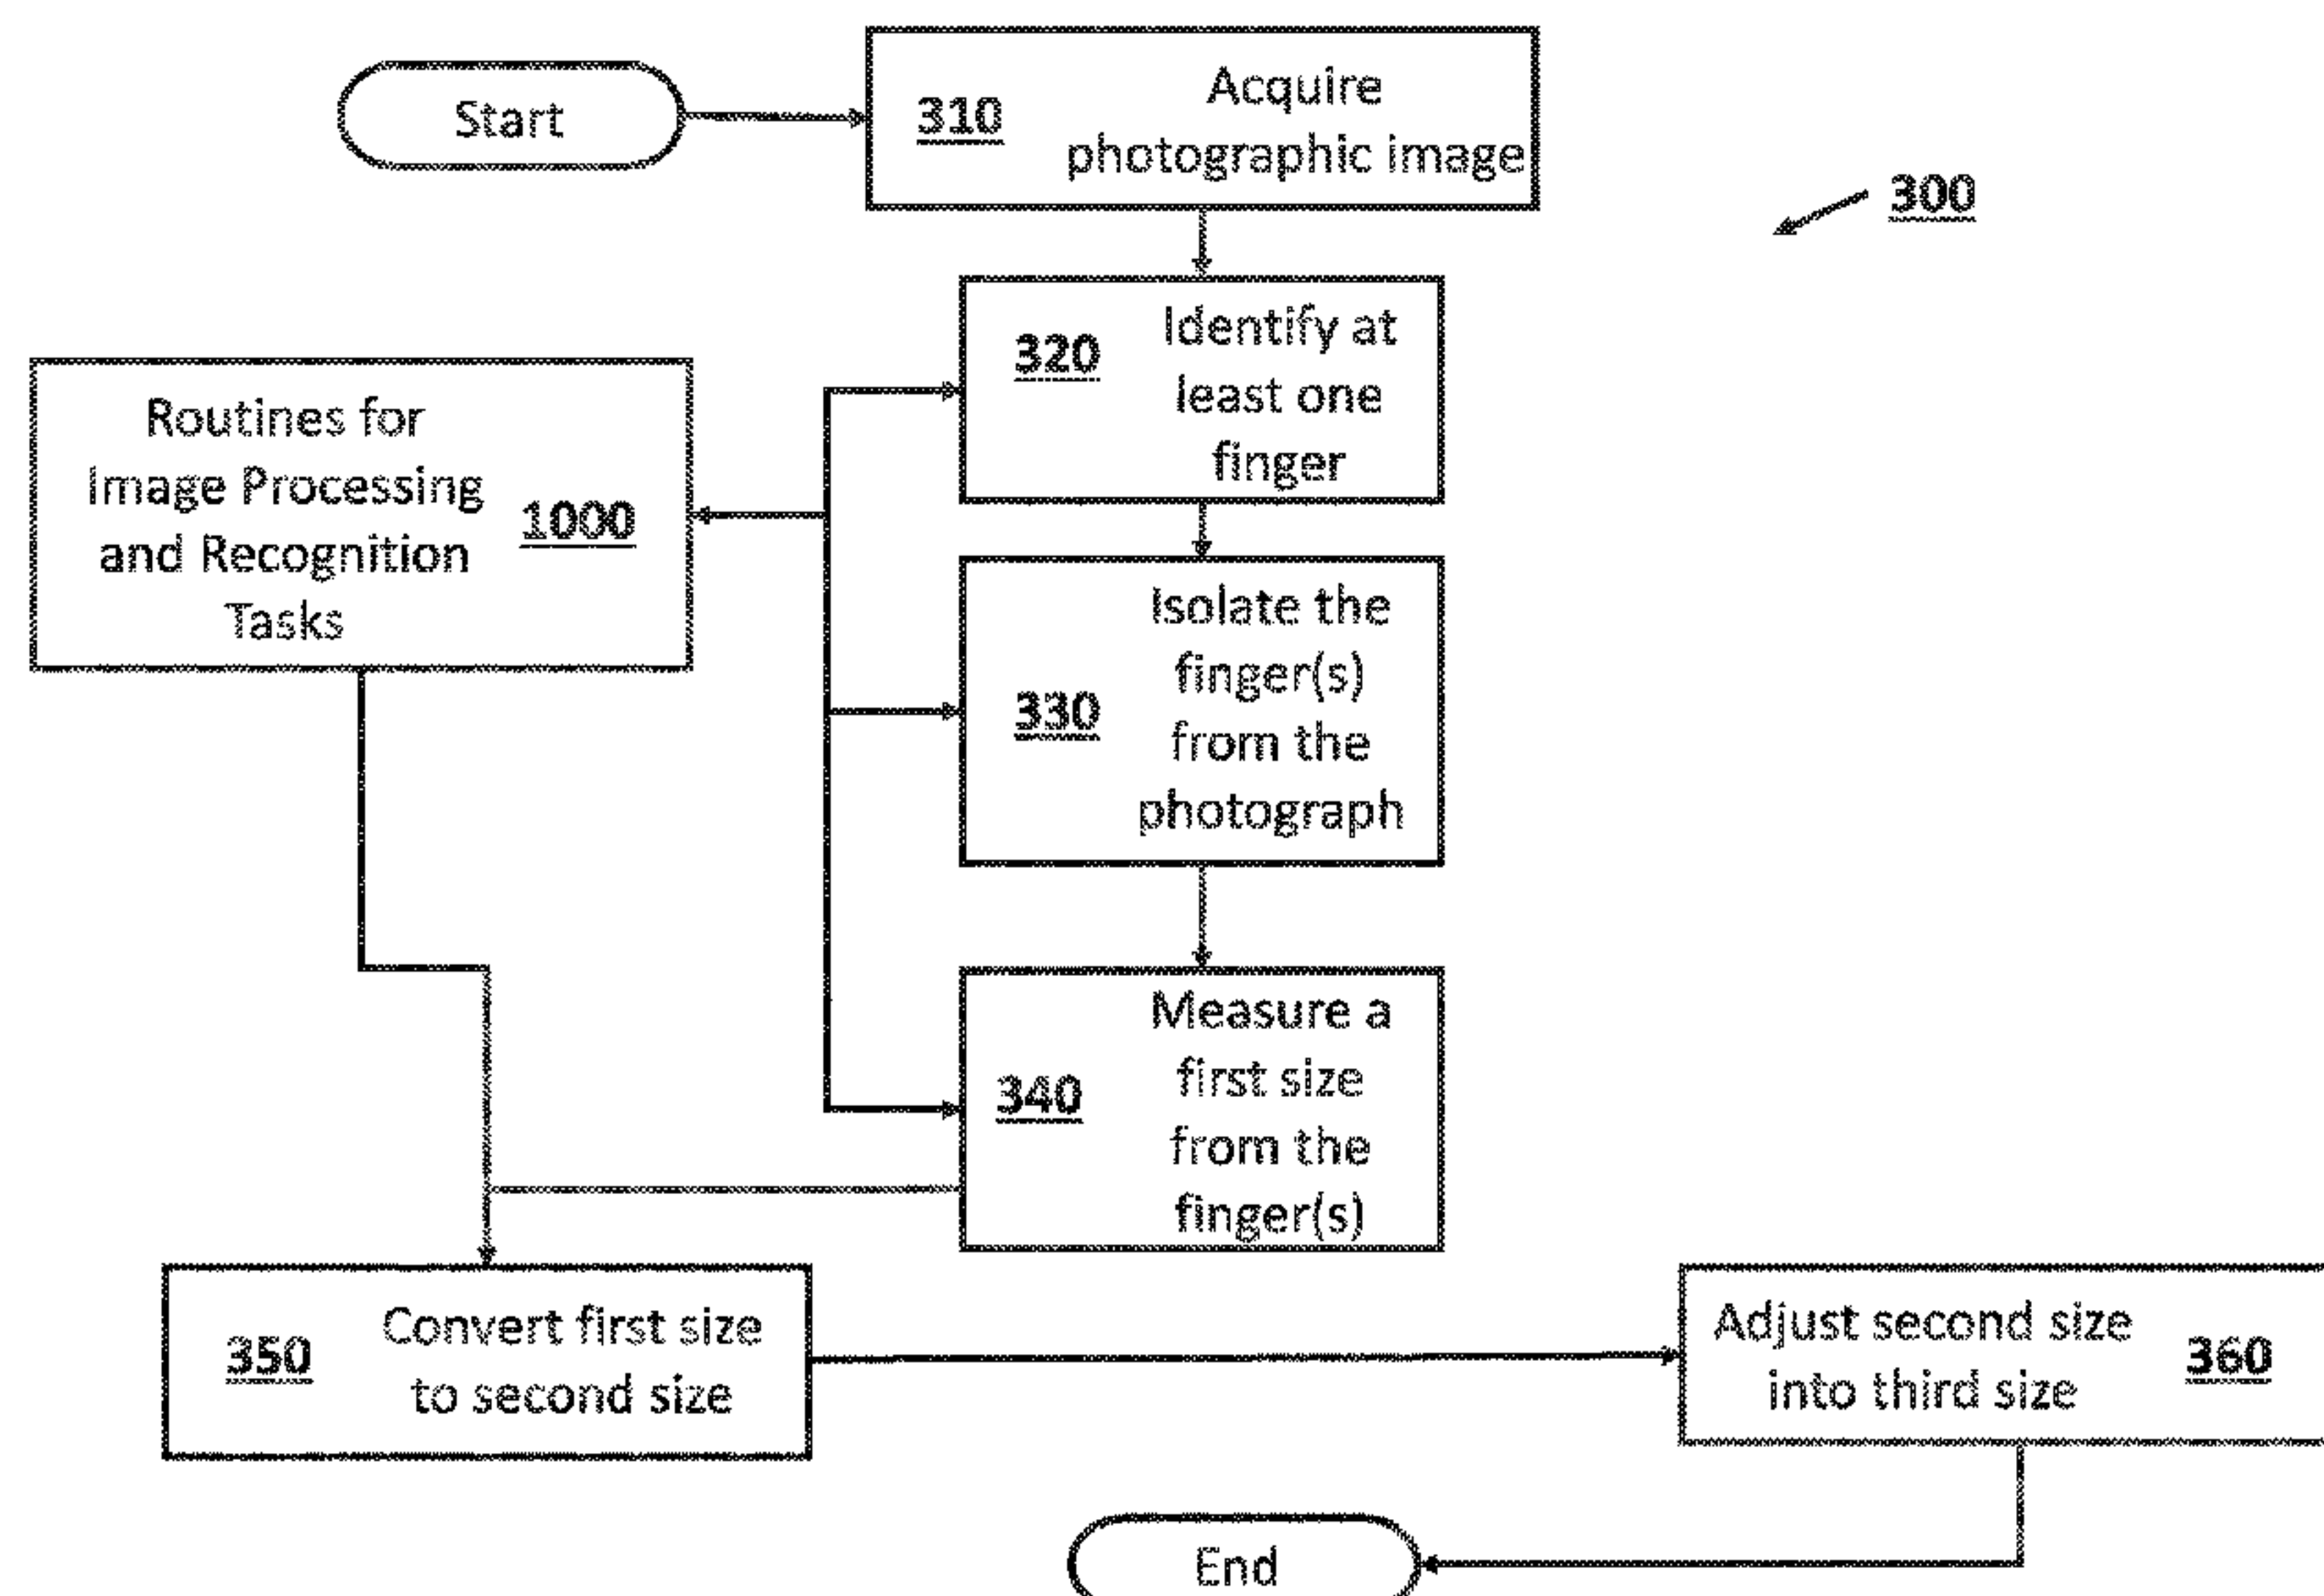 Start
310
Acquire
photographic image
300
320
Identify at
least one
finger
Routines for
Image Processing
and Recognition
Tasks
1000
330
Isolate the
finger(s)
from the
photograph
340
Measure a
first size
from the
finger(s)
350
Convert first size
to second size
Adjust second size
into third size
360
End